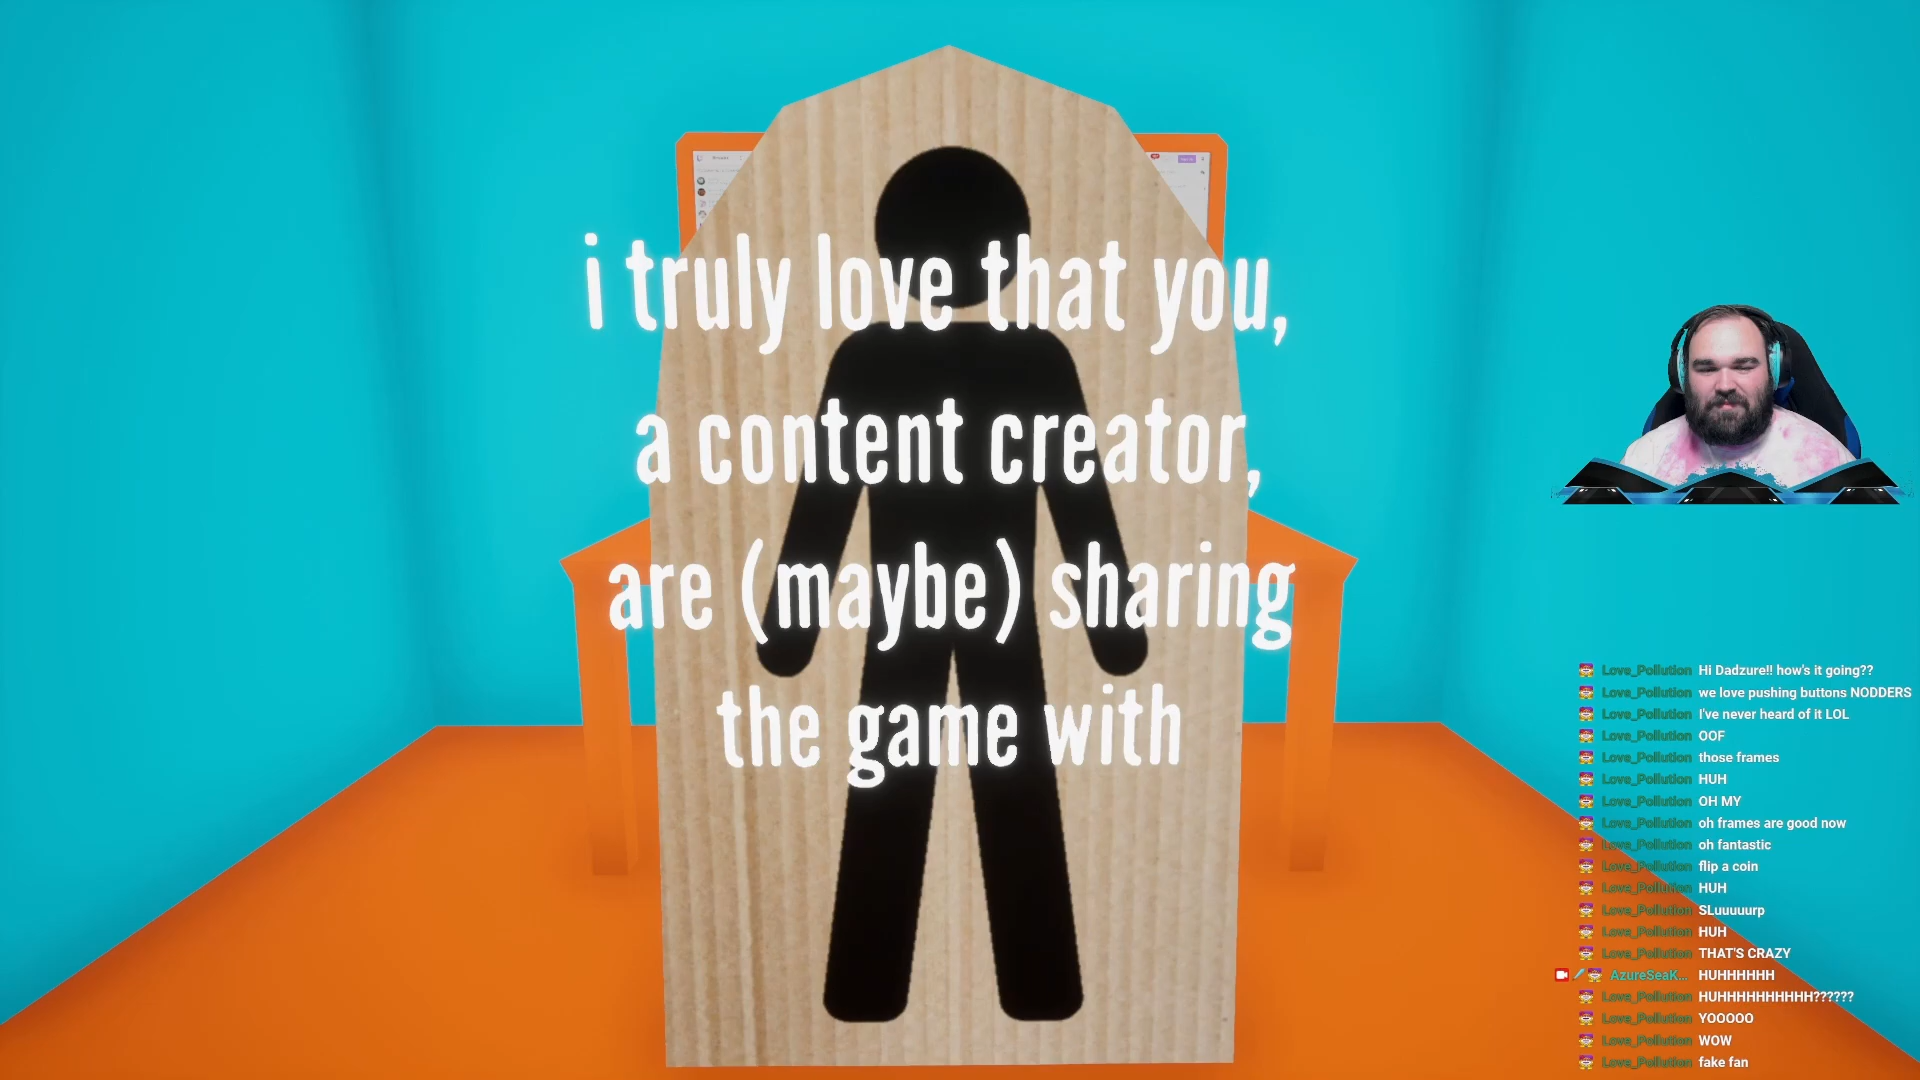 i truly love that you,
a content creator,
are (maybe) sharing
the game with
Love_Pollution Hi Dadzure!! how's it going??
Love_Pollution we love pushing buttons NODDERS
Love_Pollution I've never heard of it LOL
Love_Pollution OOF
Love_Pollution those frames
Love_Pollution HUH
Love_Pollution OH MY
Love_Pollution oh frames are good now
Love_Pollution oh fantastic
Love_Pollution flip a coin
Love_Pollution HUH
Love_Pollution SLuuuuurp
Love_Pollution HUH
Love_Pollution THAT'S CRAZY
AzureSeaK... HUHHHHHH
Love_Pollution HUHHHHHHHHHH??????
Love_Pollution YOOOOO
Love_Pollution WOW
Love_Pollution fake fan